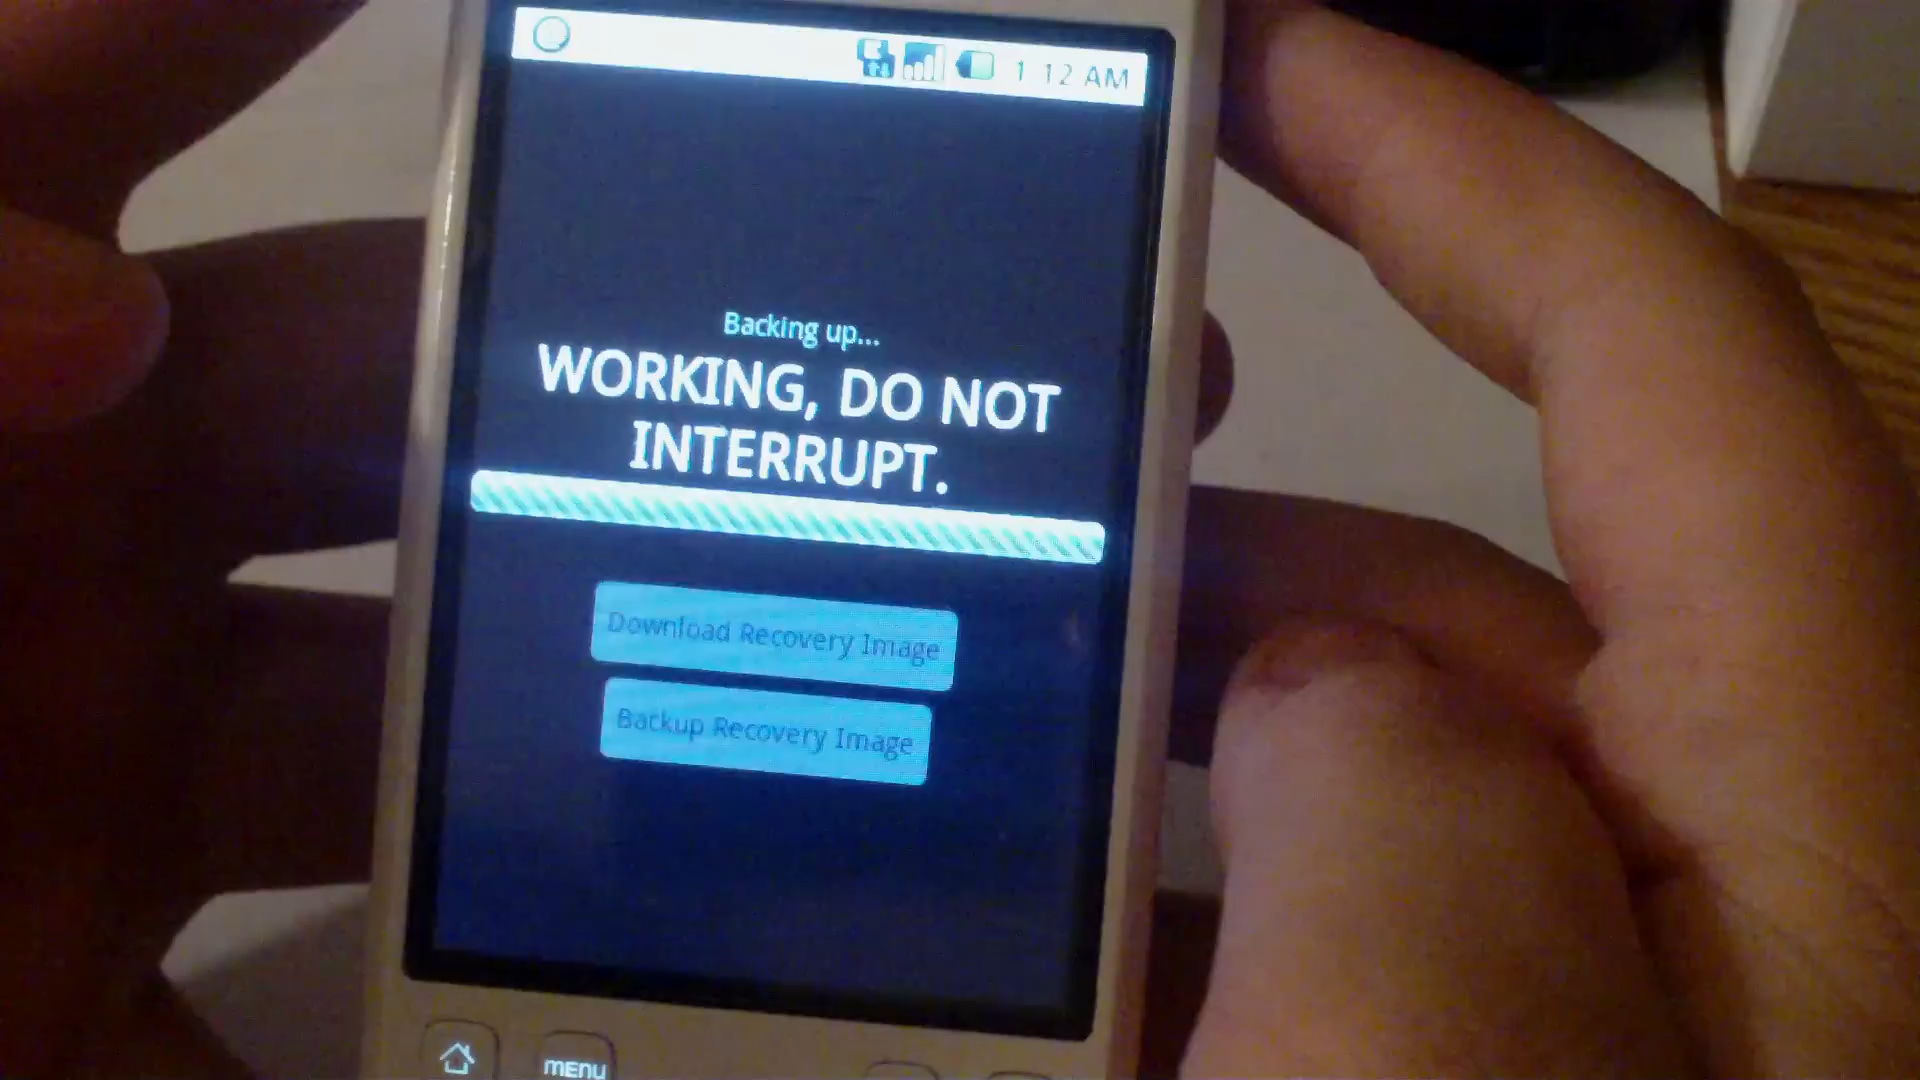 1 12 AM
Backing up...
WORKING, DO NOT
INTERRUPT.
Download Recovery Image
Backup Recovery Image
MENU